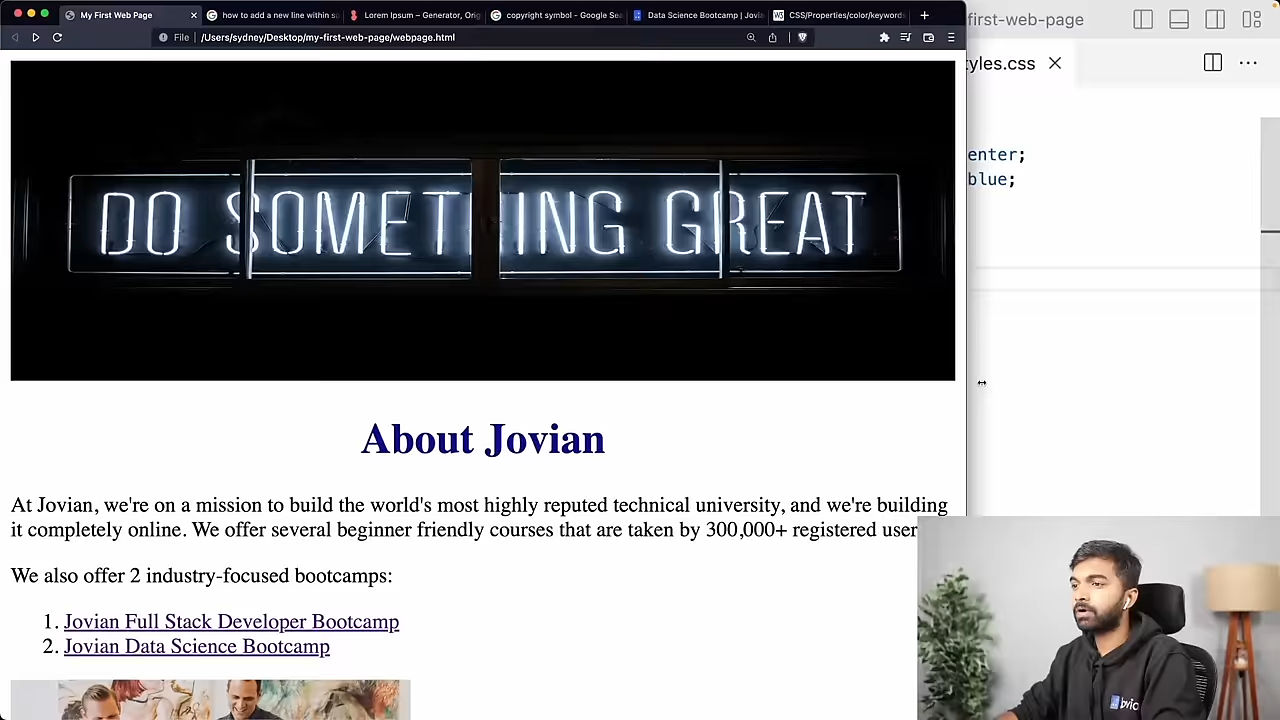 My First Web Page
how to add a new line within s
Lorem Ipsum – Generator, Orig
copyright symbol - Google Sea
Data Science Bootcamp | Jovi
CSS/Properties/color/keywords
first-web-page
File
/Users/sydney/Desktop/my-first-web-page/webpage.html
yles.css
DO SOMETHING GREAT
enter;
blue;
About Jovian
At Jovian, we're on a mission to build the world's most highly reputed technical university, and we're building
it completely online. We offer several beginner friendly courses that are taken by 300,000+ registered user
We also offer 2 industry-focused bootcamps:
1. Jovian Full Stack Developer Bootcamp
2. Jovian Data Science Bootcamp